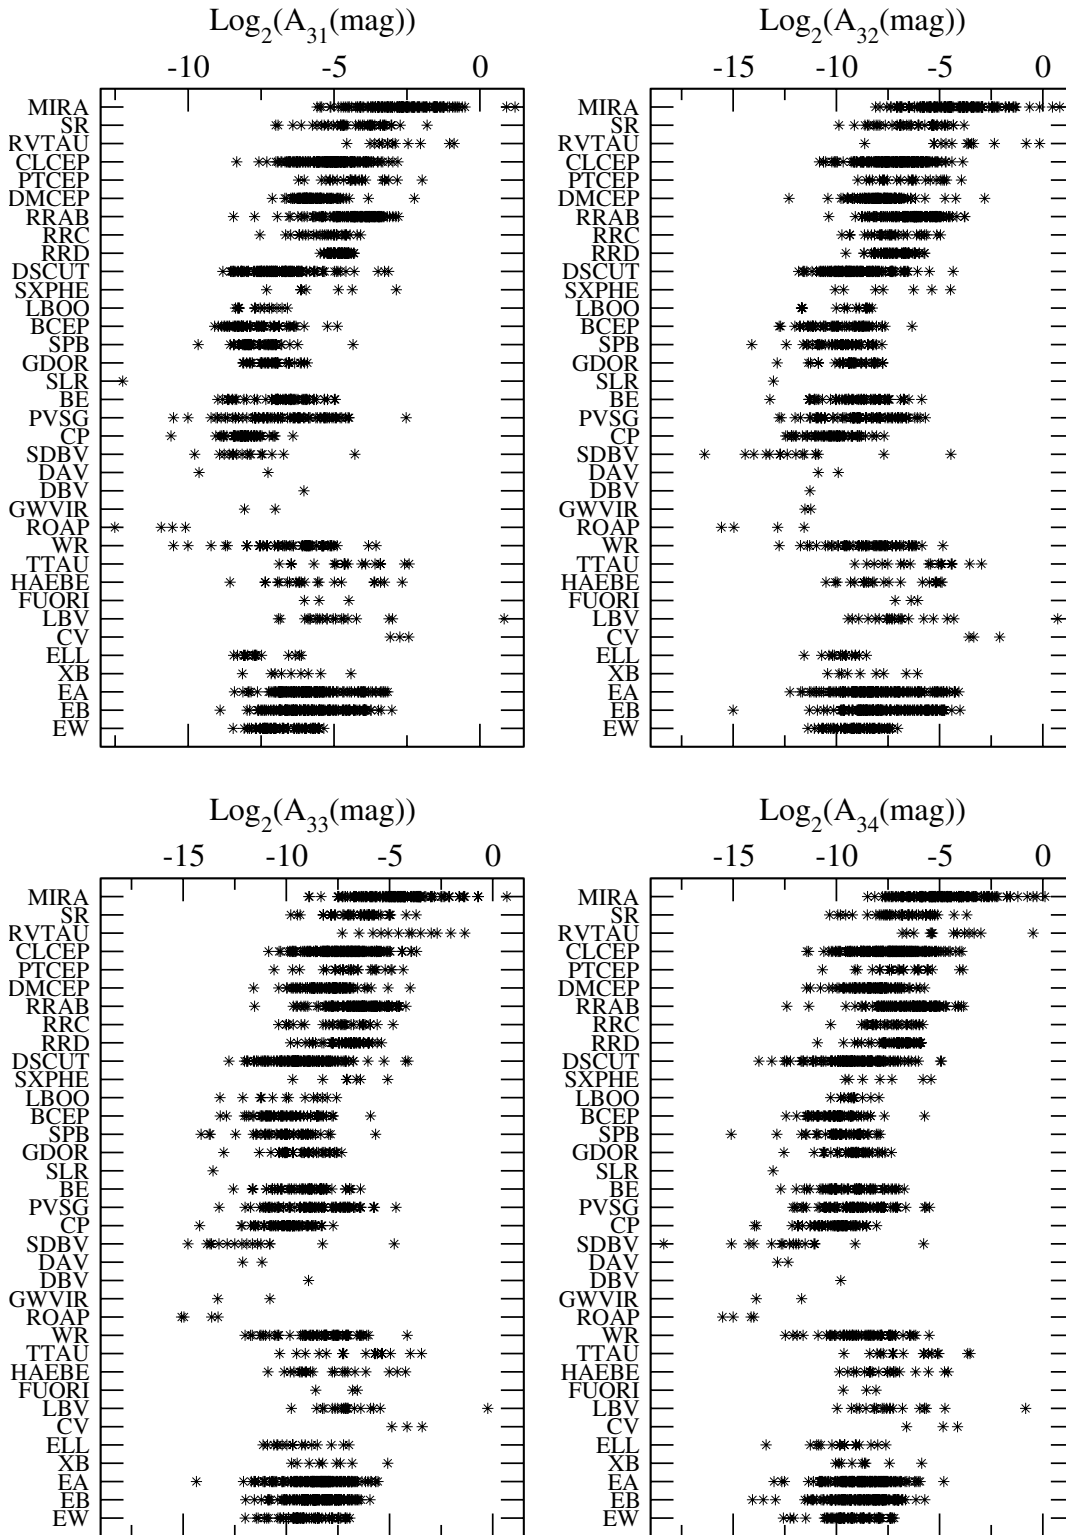 Log₂(A₃₁(mag))
-10 -5 0
MIRA
SR
RVTAU
CLCEP
PTCEP
DMCEP
RRAB
RRC
RRD
DSCUT
SXPHE
LBOO
BCEP
SPB
GDOR
SLR
BE
PVSG
CP
SDBV
DAV
DBV
GWVIR
ROAP
WR
TTAU
HAEBE
FUORI
LBV
CV
ELL
XB
EA
EB
EW
Log₂(A₃₂(mag))
-15 -10 -5 0
MIRA
SR
RVTAU
CLCEP
PTCEP
DMCEP
RRAB
RRC
RRD
DSCUT
SXPHE
LBOO
BCEP
SPB
GDOR
SLR
BE
PVSG
CP
SDBV
DAV
DBV
GWVIR
ROAP
WR
TTAU
HAEBE
FUORI
LBV
CV
ELL
XB
EA
EB
EW
Log₂(A₃₃(mag))
-15 -10 -5 0
MIRA
SR
RVTAU
CLCEP
PTCEP
DMCEP
RRAB
RRC
RRD
DSCUT
SXPHE
LBOO
BCEP
SPB
GDOR
SLR
BE
PVSG
CP
SDBV
DAV
DBV
GWVIR
ROAP
WR
TTAU
HAEBE
FUORI
LBV
CV
ELL
XB
EA
EB
EW
Log₂(A₃₄(mag))
-15 -10 -5 0
MIRA
SR
RVTAU
CLCEP
PTCEP
DMCEP
RRAB
RRC
RRD
DSCUT
SXPHE
LBOO
BCEP
SPB
GDOR
SLR
BE
PVSG
CP
SDBV
DAV
DBV
GWVIR
ROAP
WR
TTAU
HAEBE
FUORI
LBV
CV
ELL
XB
EA
EB
EW